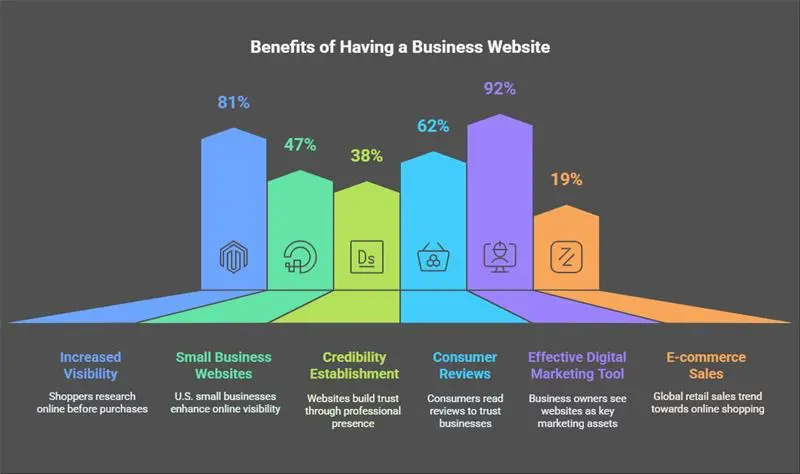 Benefits of Having a Business Website
81%
47%
38%
62%
92%
19%
Ds
Increased
Visibility
Shoppers research
online before purchases
Small Business
Websites
U.S. small businesses
enhance online visibility
Credibility
Establishment
Websites build trust
through professional
presence
Consumer
Reviews
Consumers read
reviews to trust
businesses
Effective Digital
Marketing Tool
Business owners see
websites as key
marketing assets
E-commerce
Sales
Global retail sales trend
towards online shopping